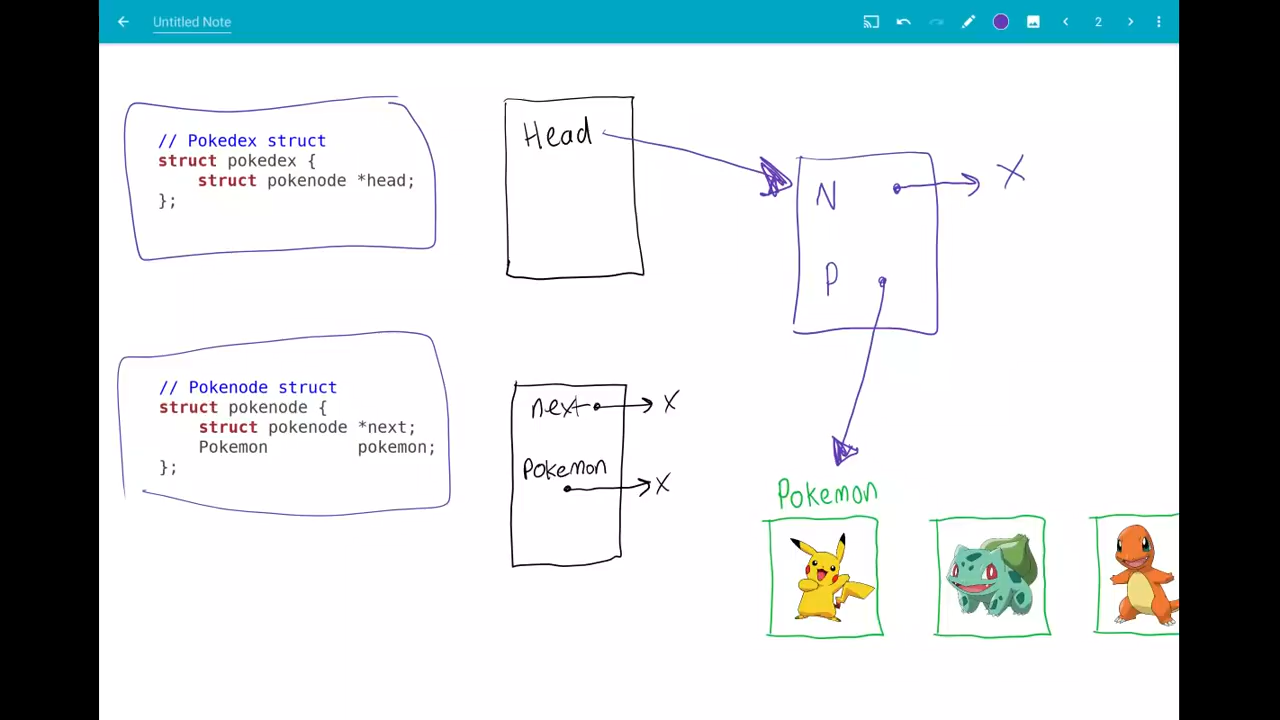 Untitled Note
2
// Pokedex struct
struct pokedex {
    struct pokenode *head;
};
Head
N
X
P
// Pokenode struct
struct pokenode {
    struct pokenode *next;
    Pokemon         pokemon;
};
next
X
Pokemon
X
Pokemon